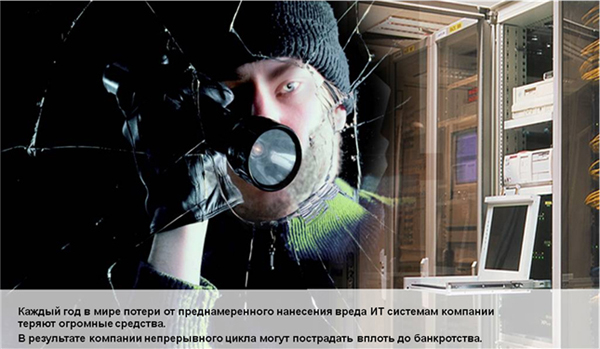 Каждый год в мире потери от преднамеренного нанесения вреда ИТ системам компании
теряют огромные средства.
В результате компании непрерывного цикла могут пострадать вплоть до банкротства.